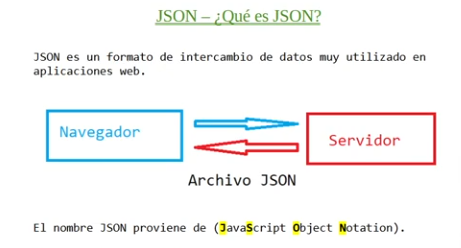 JSON – ¿Qué es JSON?
JSON es un formato de intercambio de datos muy utilizado en
aplicaciones web.
Navegador
Servidor
Archivo JSON
El nombre JSON proviene de (JavaScript Object Notation).